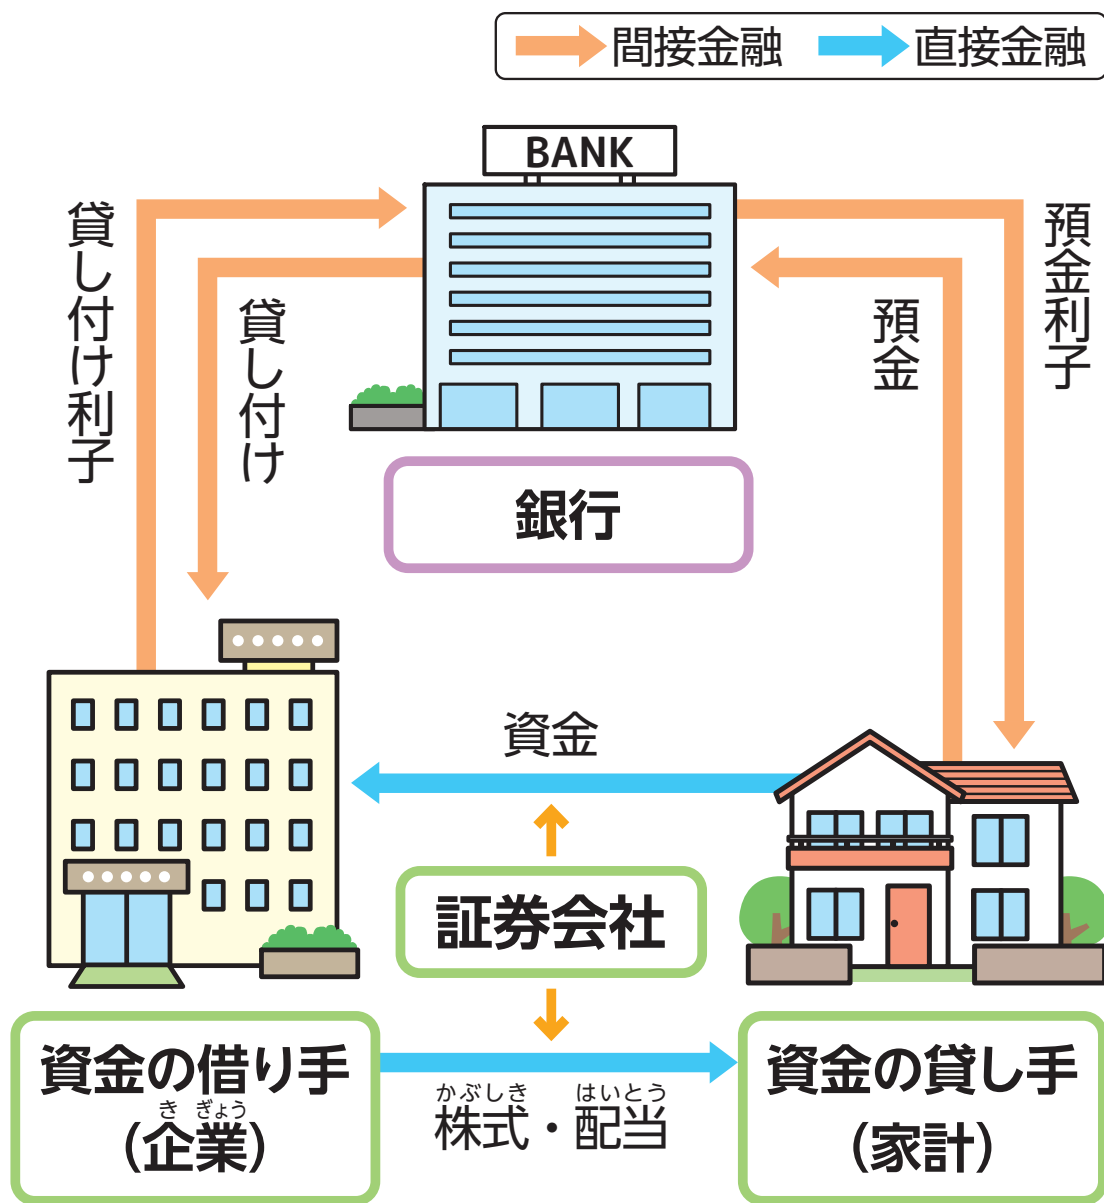 間接金融 直接金融
BANK
貸し付け利子
貸し付け
預金
預金利子
銀行
資金
証券会社
資金の借り手
(企業)
きぎょう
株式・配当
かぶしき はいとう
資金の貸し手
(家計)